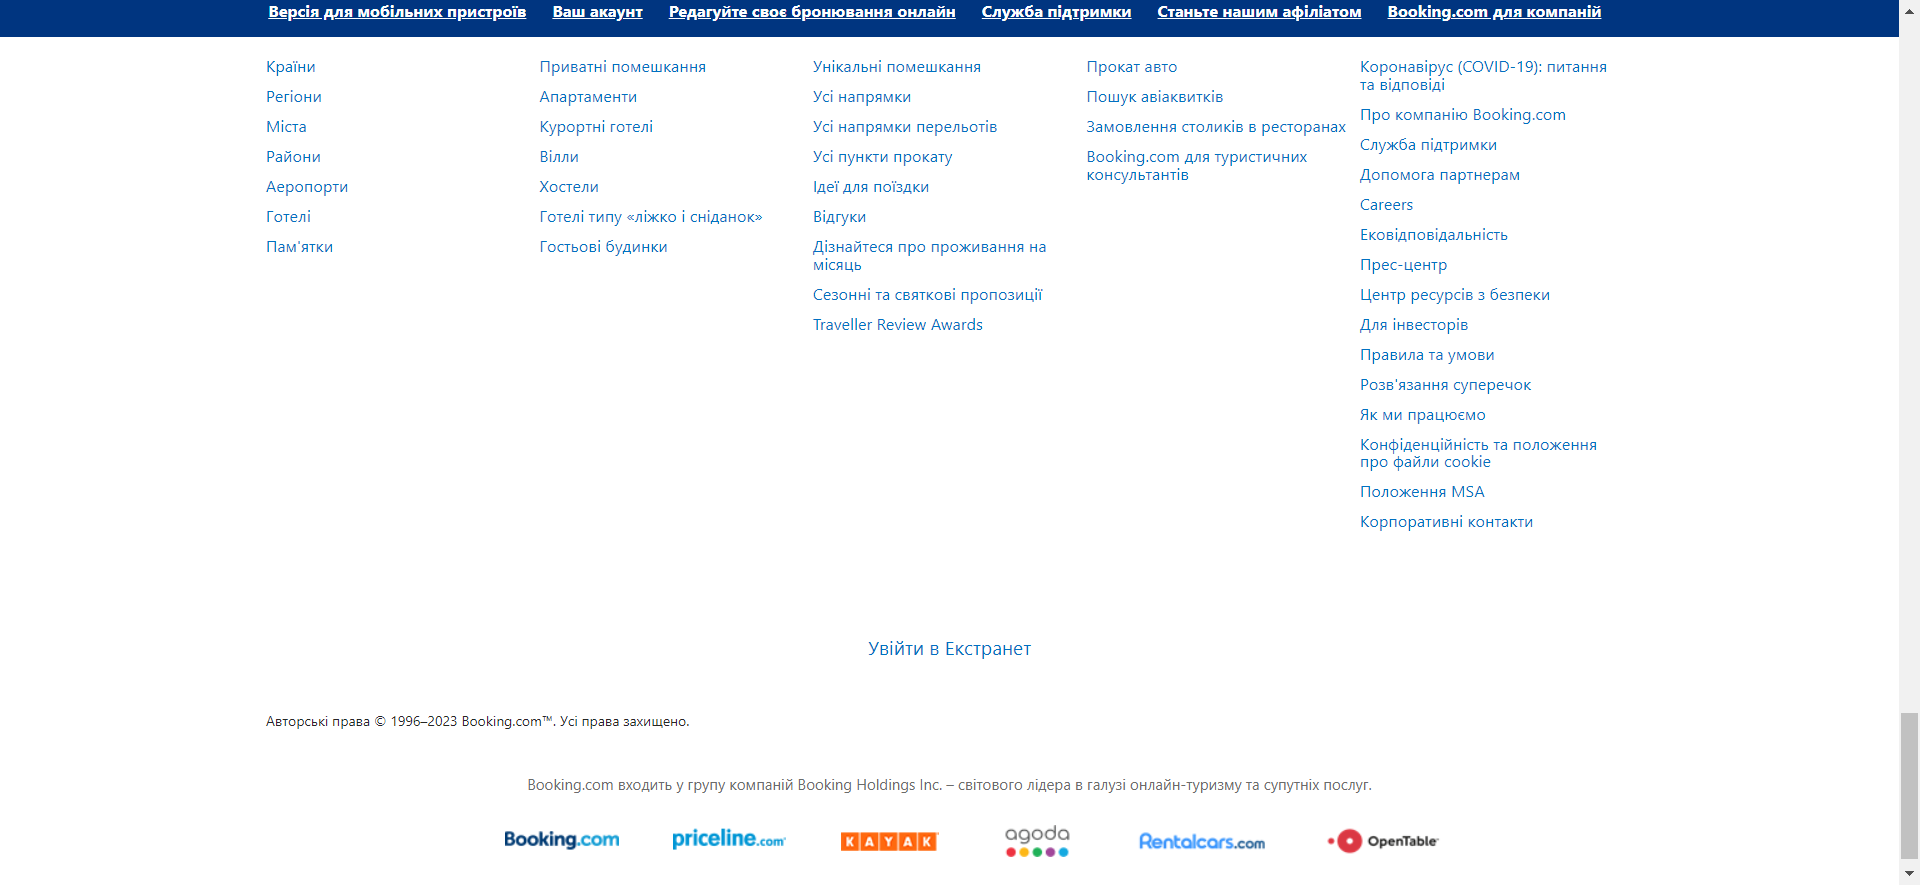 Версія для мобільних пристроїв Ваш акаунт Редагуйте своє бронювання онлайн Служба підтримки Станьте нашим афіліатом Booking.com для компаній
Країни
Регіони
Міста
Райони
Аеропорти
Готелі
Пам'ятки
Приватні помешкання
Апартаменти
Курортні готелі
Вілли
Хостели
Готелі типу «ліжко і сніданок»
Гостьові будинки
Унікальні помешкання
Усі напрямки
Усі напрямки перельотів
Усі пункти прокату
Ідеї для поїздки
Відгуки
Дізнайтеся про проживання на
місяць
Сезонні та святкові пропозиції
Traveller Review Awards
Прокат авто
Пошук авіаквитків
Замовлення столиків в ресторанах
Booking.com для туристичних
консультантів
Коронавірус (COVID-19): питання
та відповіді
Про компанію Booking.com
Служба підтримки
Допомога партнерам
Careers
Ековідповідальність
Прес-центр
Центр ресурсів з безпеки
Для інвесторів
Правила та умови
Розв'язання суперечок
Як ми працюємо
Конфіденційність та положення
про файли cookie
Положення MSA
Корпоративні контакти
Увійти в Екстранет
Авторські права © 1996–2023 Booking.com™. Усі права захищено.
Booking.com входить у групу компаній Booking Holdings Inc. – світового лідера в галузі онлайн-туризму та супутніх послуг.
Booking.com priceline.com KAYAK agoda Rentalcars.com OpenTable